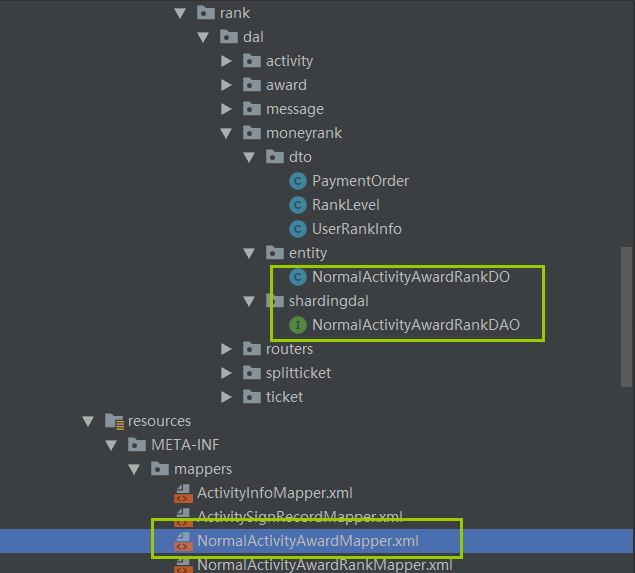 rank
dal
activity
award
message
moneyrank
dto
C PaymentOrder
C RankLevel
C UserRankInfo
entity
C NormalActivityAwardRankDO
shardingdal
I NormalActivityAwardRankDAO
routers
splitticket
ticket
resources
META-INF
mappers
ActivityInfoMapper.xml
ActivitySignRecordMapper.xml
NormalActivityAwardMapper.xml
NormalActivityAwardRankMapper.xml